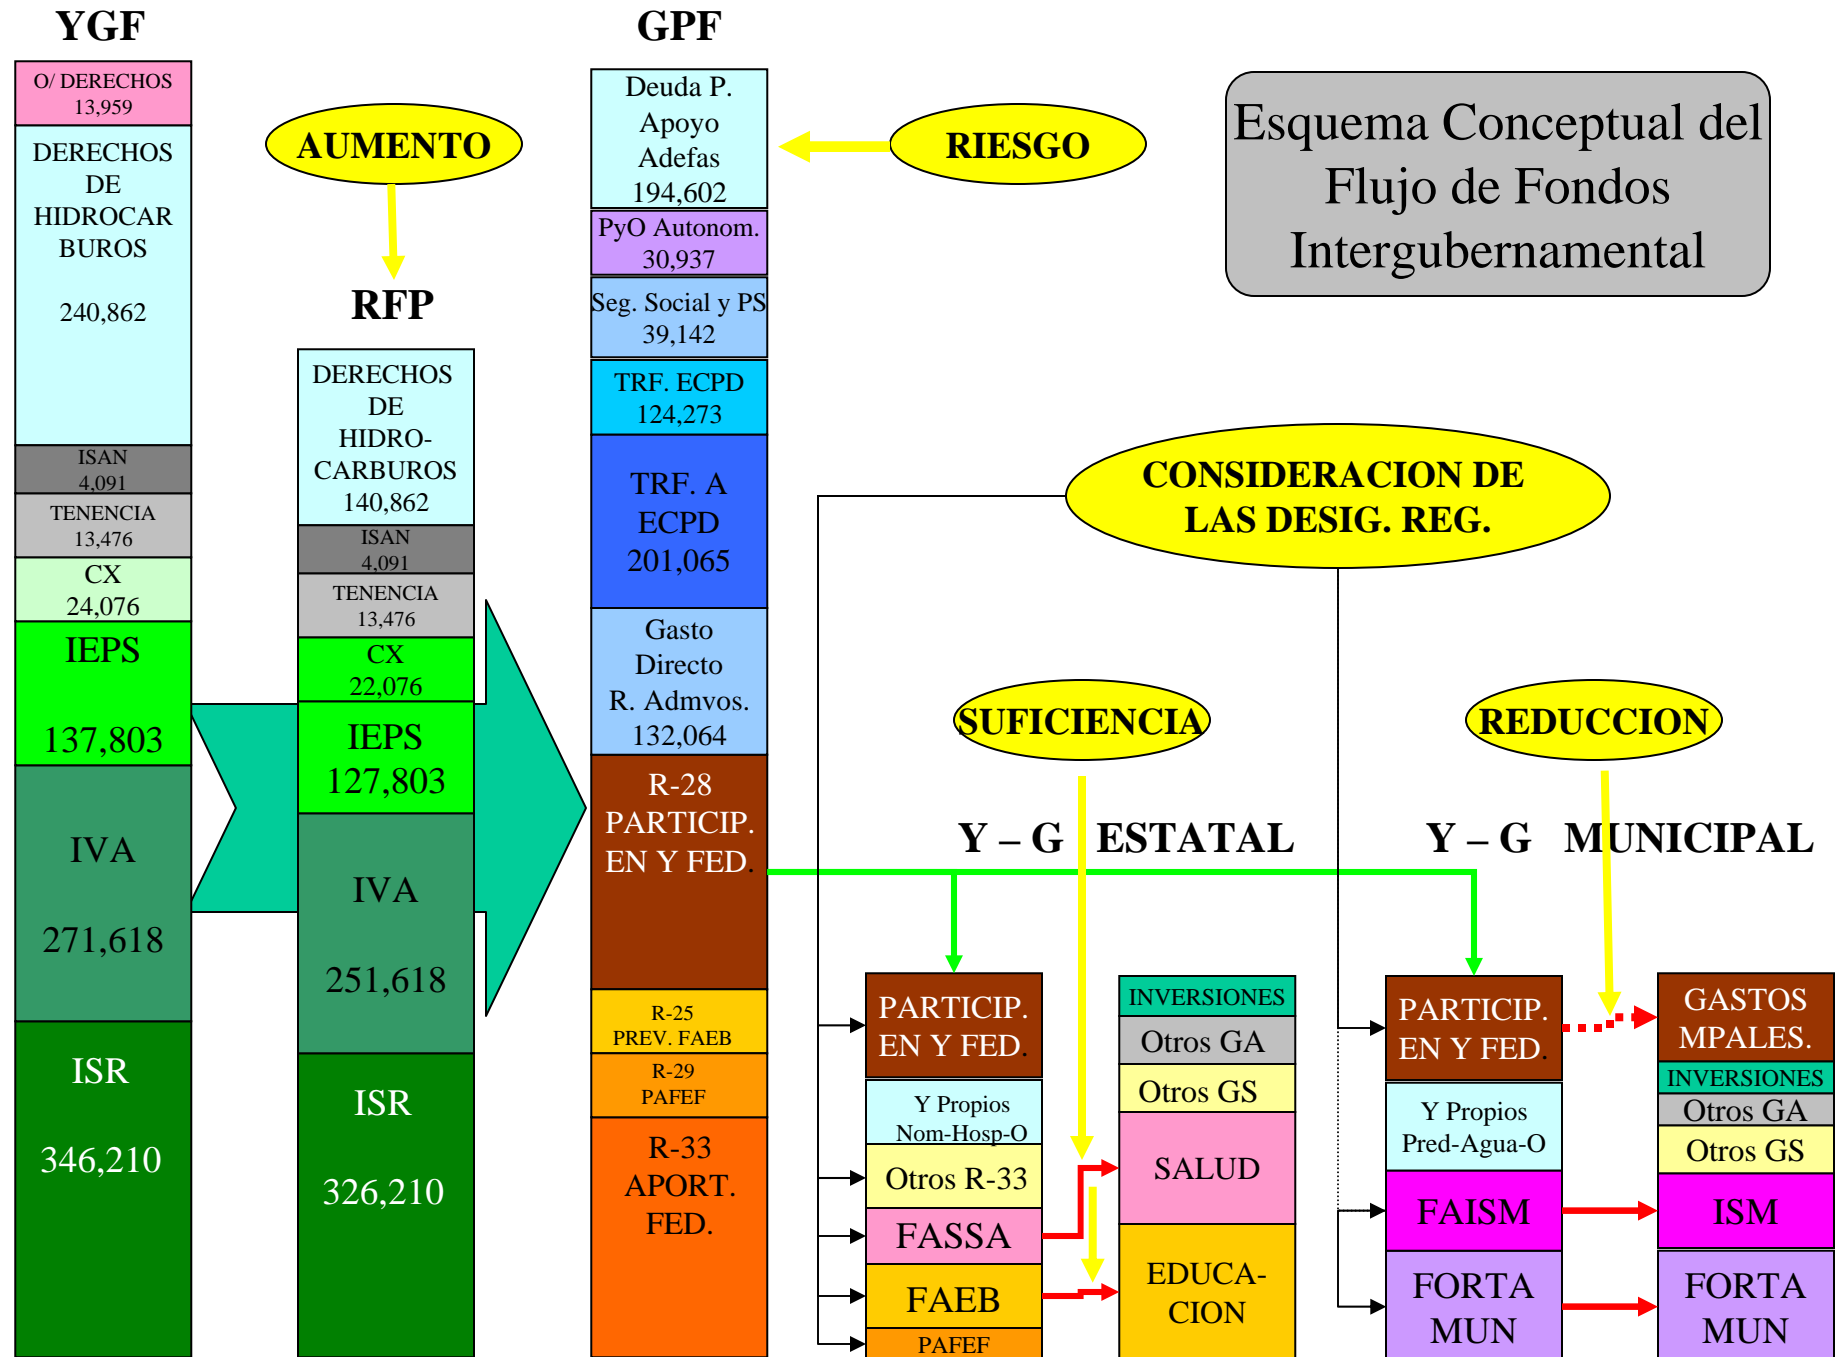 YGF
O/ DERECHOS
13,959
DERECHOS
DE
HIDROCAR
BUROS
240,862
ISAN
4,091
TENENCIA
13,476
CX
24,076
IEPS
137,803
IVA
271,618
ISR
346,210
AUMENTO
RFP
DERECHOS
DE
HIDRO-
CARBUROS
140,862
ISAN
4,091
TENENCIA
13,476
CX
22,076
IEPS
127,803
IVA
251,618
ISR
326,210
GPF
Deuda P.
Apoyo
Adefas
194,602
PyO Autonom.
30,937
Seg. Social y PS
39,142
TRF. ECPD
124,273
TRF. A
ECPD
201,065
Gasto
Directo
R. Admvos.
132,064
R-28
PARTICIP.
EN Y FED.
R-25
PREV. FAEB
R-29
PAFEF
R-33
APORT.
FED.
RIESGO
Esquema Conceptual del
Flujo de Fondos
Intergubernamental
CONSIDERACION DE
LAS DESIG. REG.
SUFICIENCIA
REDUCCION
Y – G ESTATAL
PARTICIP.
EN Y FED.
Y Propios
Nom-Hosp-O
Otros R-33
FASSA
FAEB
PAFEF
INVERSIONES
Otros GA
Otros GS
SALUD
EDUCA-
CION
Y – G MUNICIPAL
PARTICIP.
EN Y FED.
Y Propios
Pred-Agua-O
FAISM
FORTA
MUN
GASTOS
MPALES.
INVERSIONES
Otros GA
Otros GS
ISM
FORTA
MUN